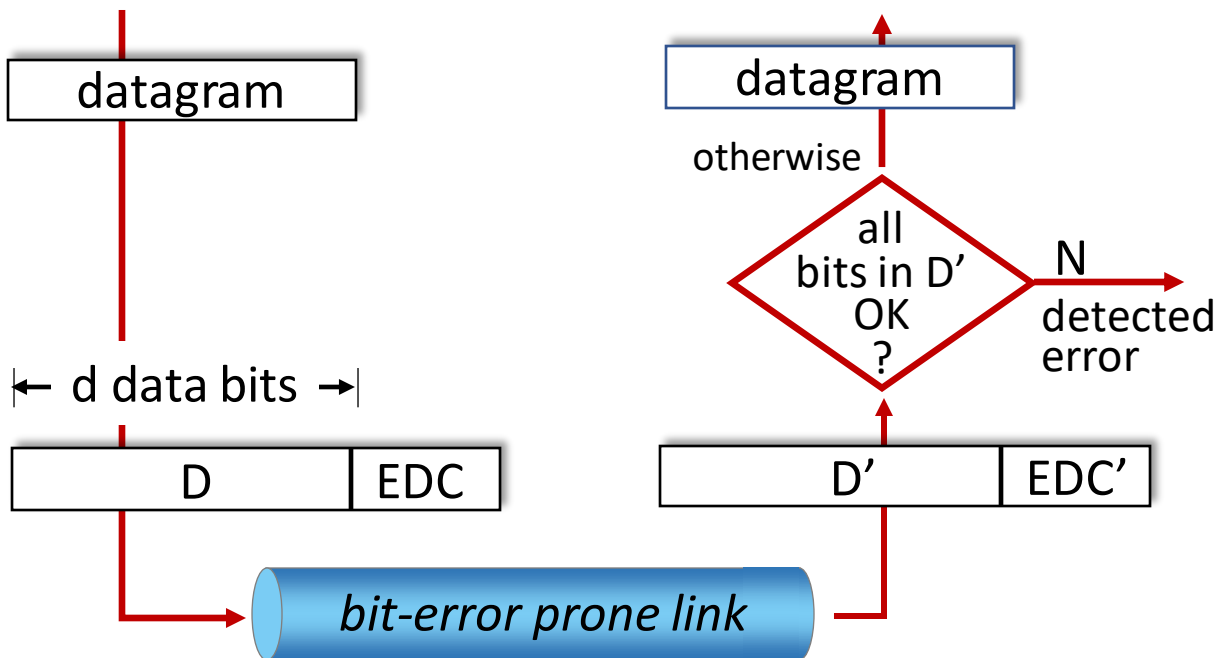 datagram
d data bits
D
EDC
bit-error prone link
datagram
otherwise
all
bits in D’
OK
?
N
detected
error
D’
EDC’